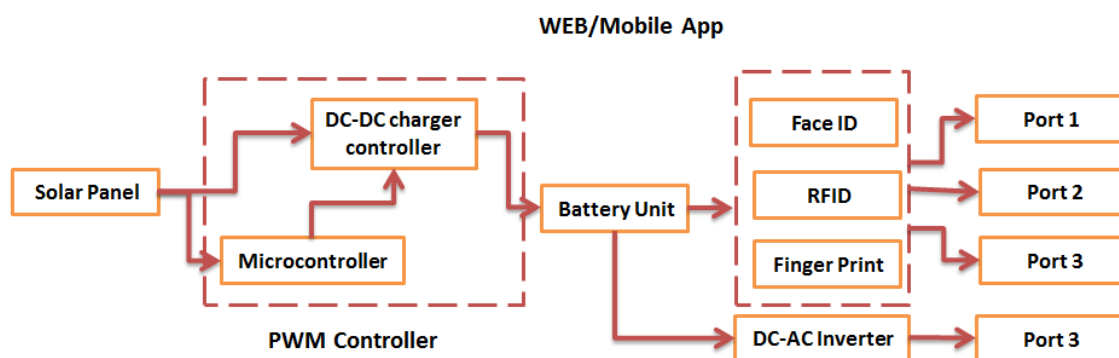 WEB/Mobile App
DC-DC charger
controller
Face ID
Port 1
Solar Panel
Battery Unit
RFID
Port 2
Microcontroller
Finger Print
Port 3
PWM Controller
DC-AC Inverter
Port 3